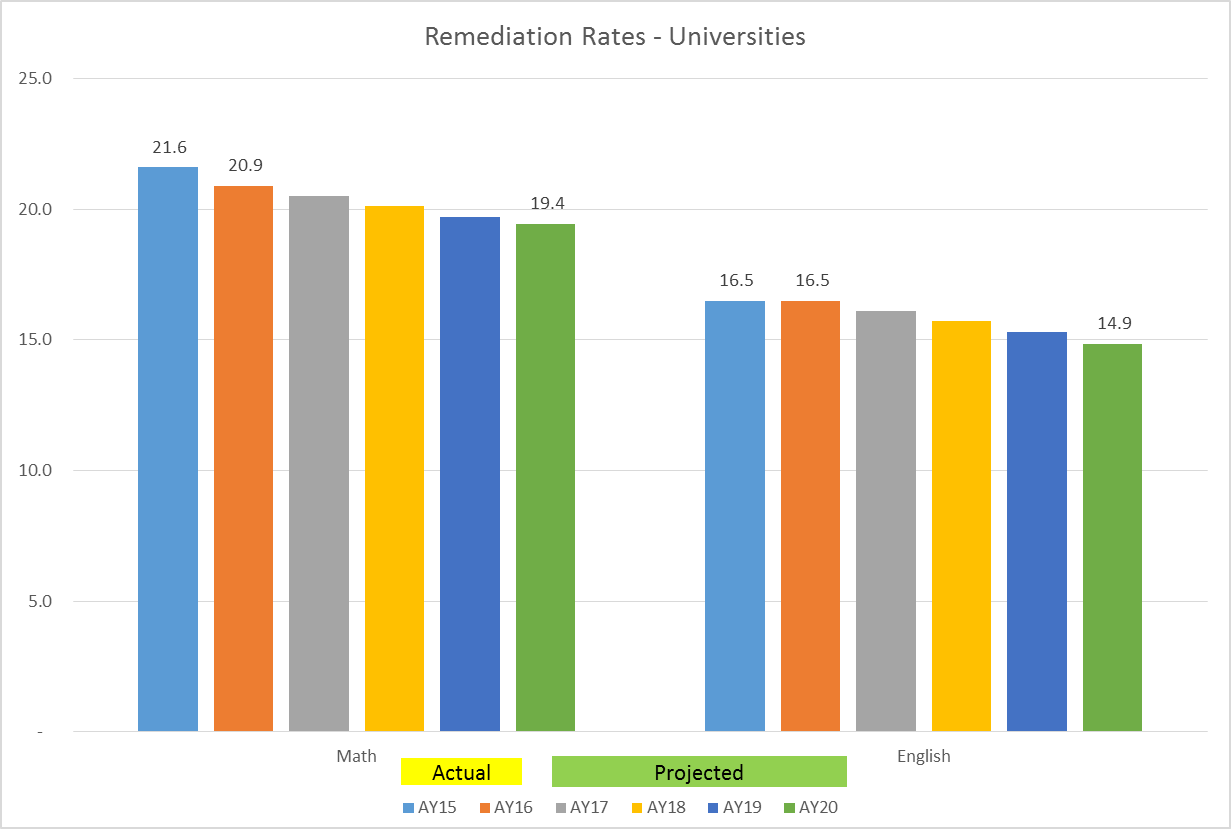 Remediation Rates - Universities
25.0
21.6
20.9
20.0
19.4
16.5 16.5
15.0
14.9
10.0
5.0
-
Math English
Actual Projected
AY15 AY16 AY17 AY18 AY19 AY20